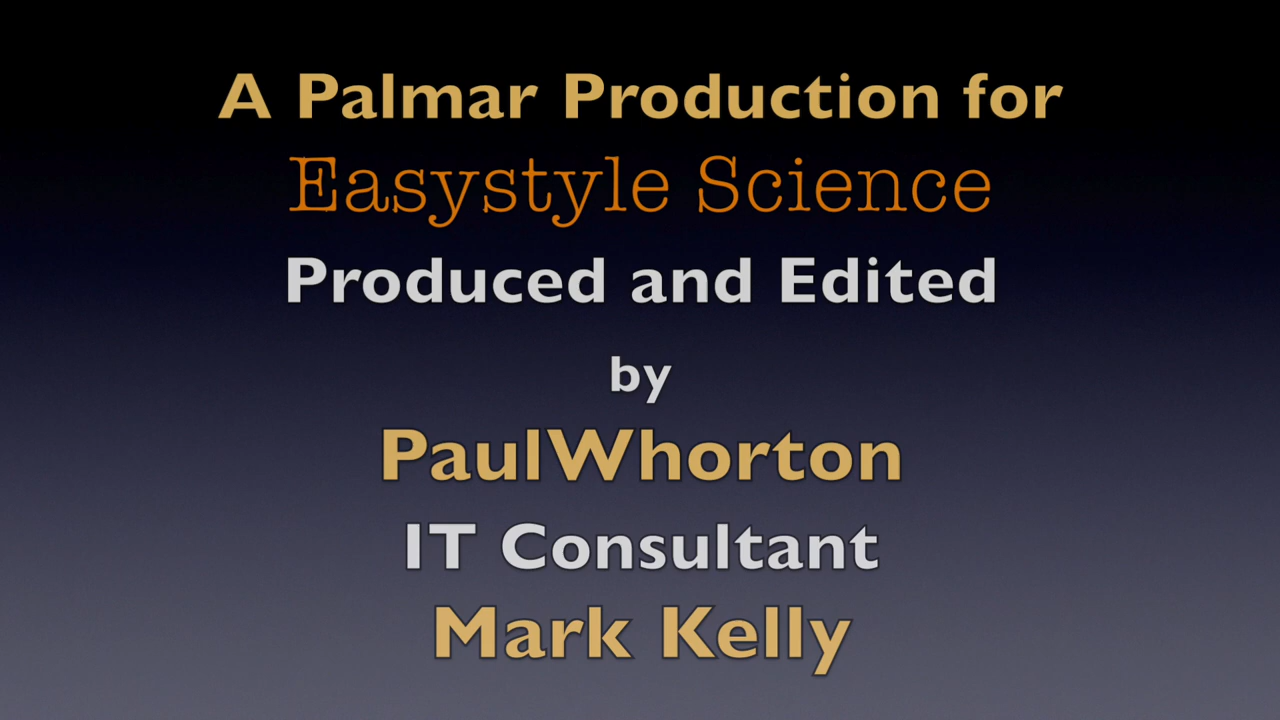 A Palmar Production for
Easystyle Science
Produced and Edited
by
PaulWhorton
IT Consultant
Mark Kelly